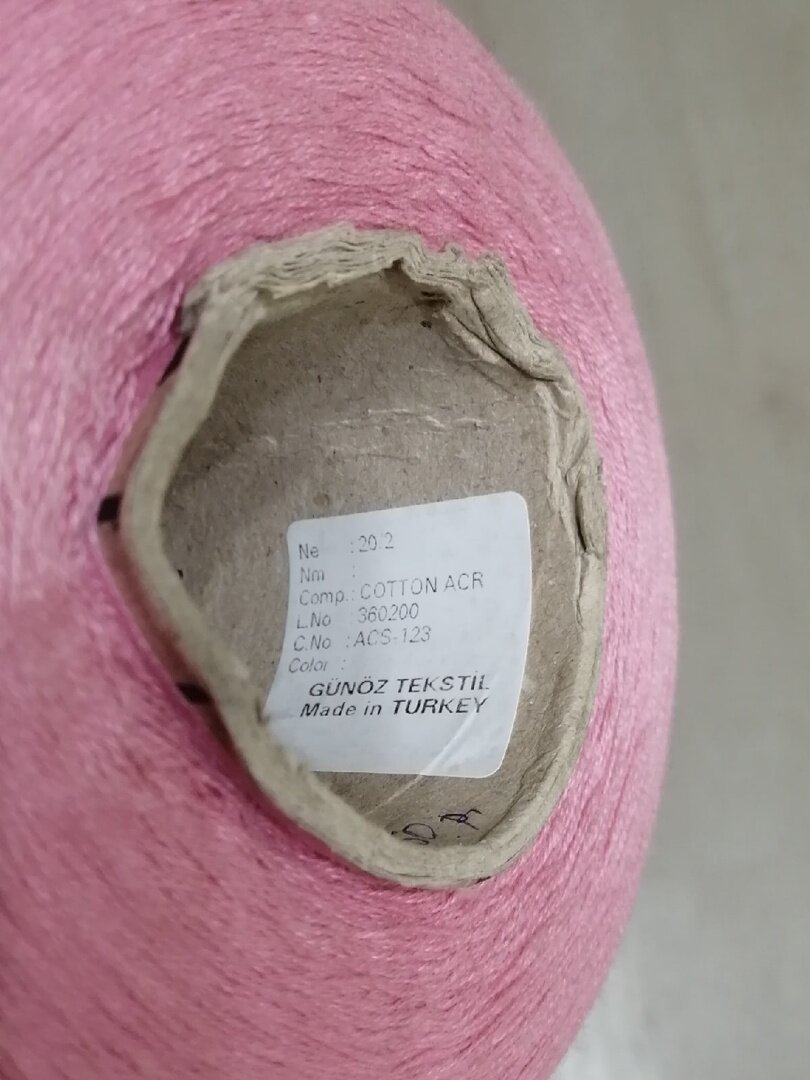 Ne : 20/2
Nm :
Comp.: COTTON ACR
L.No : 360200
C.No : ACS-123
Color :
GÜNÖZ TEKSTİL
Made in TURKEY